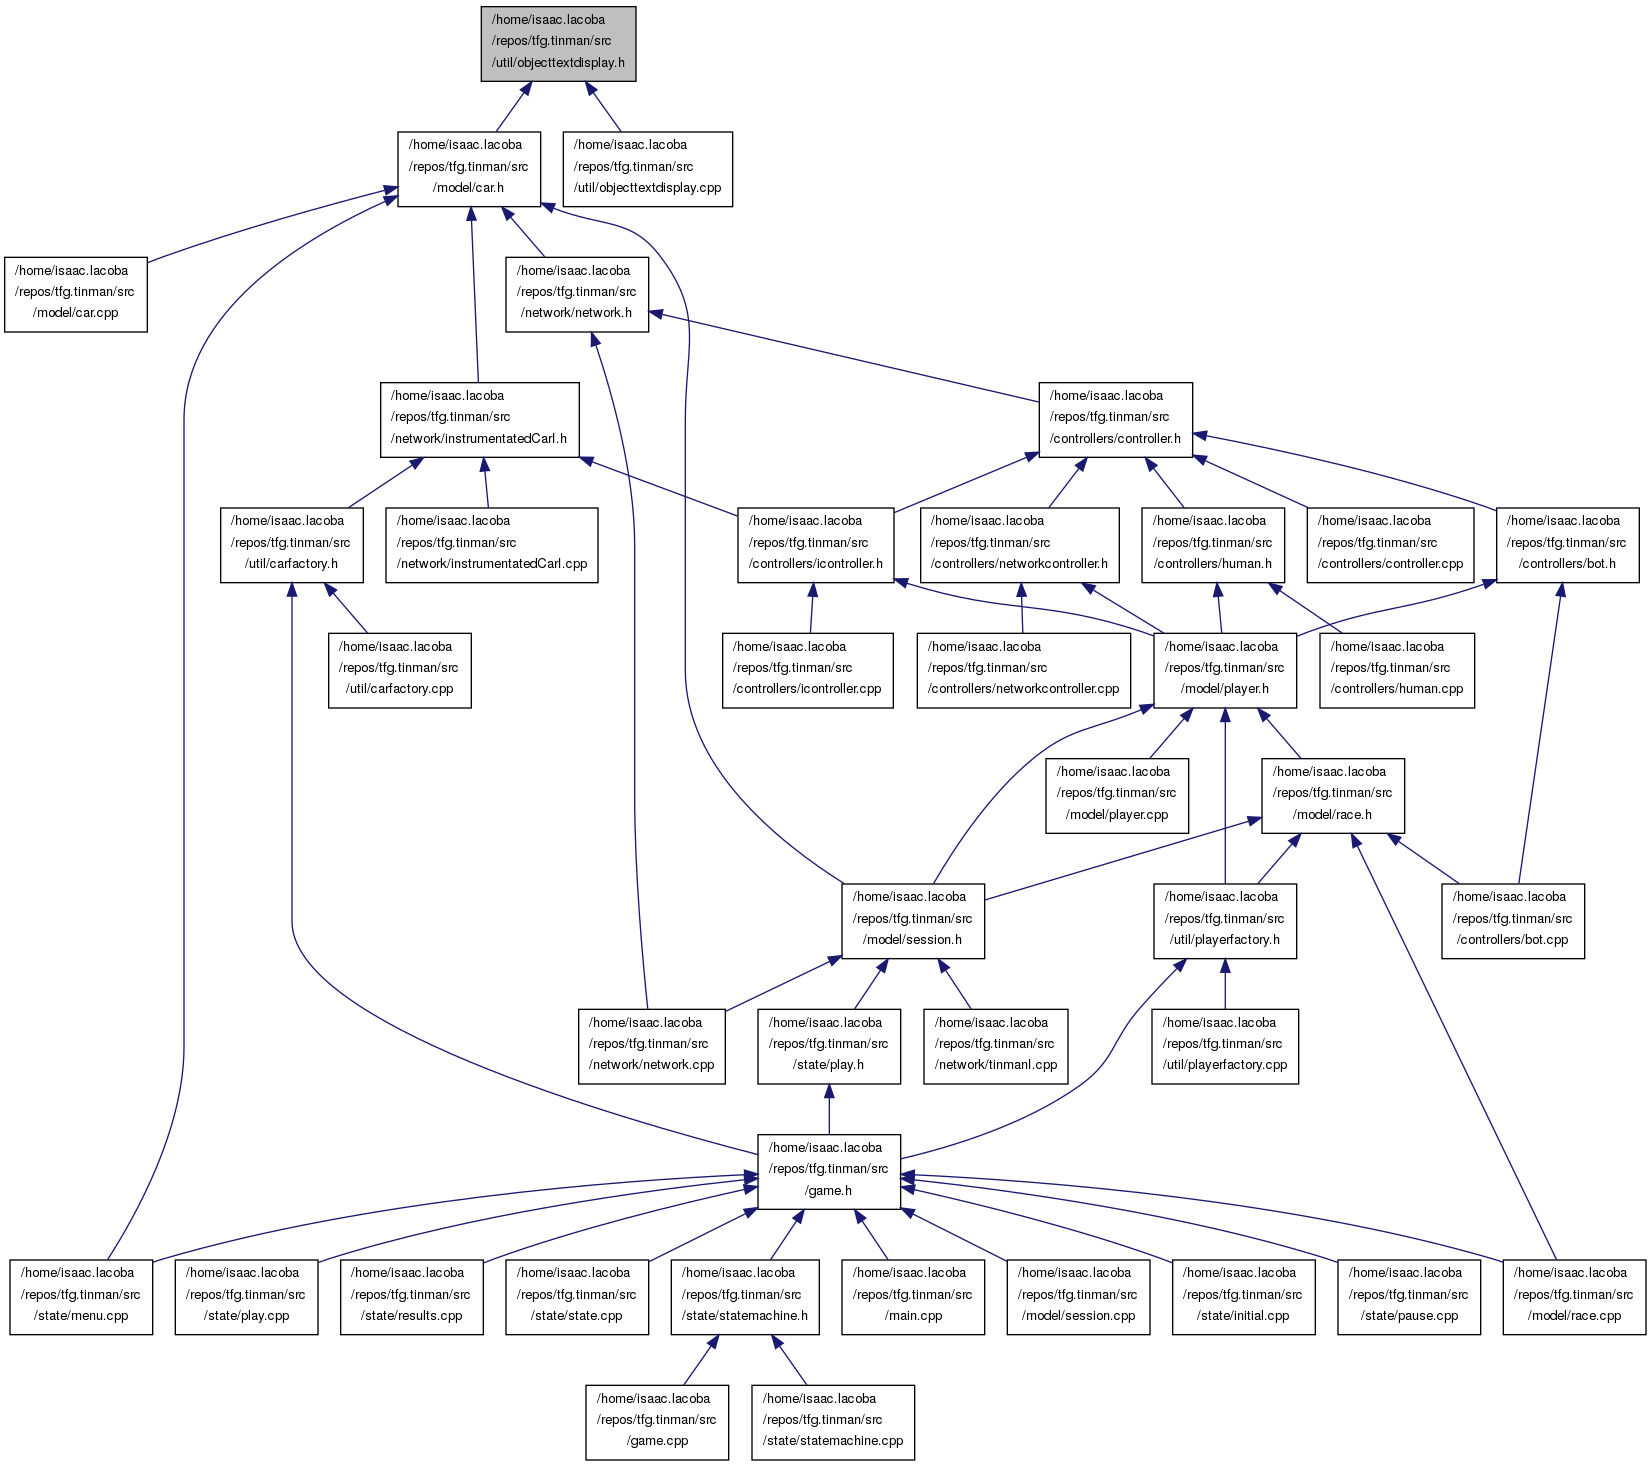 /home/isaac.lacoba
/repos/tfg.tinman/src
/util/objecttextdisplay.h
/home/isaac.lacoba
/repos/tfg.tinman/src
/model/car.h
/home/isaac.lacoba
/repos/tfg.tinman/src
/util/objecttextdisplay.cpp
/home/isaac.lacoba
/repos/tfg.tinman/src
/model/car.cpp
/home/isaac.lacoba
/repos/tfg.tinman/src
/network/network.h
/home/isaac.lacoba
/repos/tfg.tinman/src
/network/instrumentatedCarI.h
/home/isaac.lacoba
/repos/tfg.tinman/src
/controllers/controller.h
/home/isaac.lacoba
/repos/tfg.tinman/src
/util/carfactory.h
/home/isaac.lacoba
/repos/tfg.tinman/src
/network/instrumentatedCarI.cpp
/home/isaac.lacoba
/repos/tfg.tinman/src
/controllers/icontroller.h
/home/isaac.lacoba
/repos/tfg.tinman/src
/controllers/networkcontroller.h
/home/isaac.lacoba
/repos/tfg.tinman/src
/controllers/human.h
/home/isaac.lacoba
/repos/tfg.tinman/src
/controllers/controller.cpp
/home/isaac.lacoba
/repos/tfg.tinman/src
/controllers/bot.h
/home/isaac.lacoba
/repos/tfg.tinman/src
/util/carfactory.cpp
/home/isaac.lacoba
/repos/tfg.tinman/src
/controllers/icontroller.cpp
/home/isaac.lacoba
/repos/tfg.tinman/src
/controllers/networkcontroller.cpp
/home/isaac.lacoba
/repos/tfg.tinman/src
/model/player.h
/home/isaac.lacoba
/repos/tfg.tinman/src
/controllers/human.cpp
/home/isaac.lacoba
/repos/tfg.tinman/src
/model/player.cpp
/home/isaac.lacoba
/repos/tfg.tinman/src
/model/race.h
/home/isaac.lacoba
/repos/tfg.tinman/src
/model/session.h
/home/isaac.lacoba
/repos/tfg.tinman/src
/util/playerfactory.h
/home/isaac.lacoba
/repos/tfg.tinman/src
/controllers/bot.cpp
/home/isaac.lacoba
/repos/tfg.tinman/src
/network/network.cpp
/home/isaac.lacoba
/repos/tfg.tinman/src
/state/play.h
/home/isaac.lacoba
/repos/tfg.tinman/src
/network/tinmanI.cpp
/home/isaac.lacoba
/repos/tfg.tinman/src
/util/playerfactory.cpp
/home/isaac.lacoba
/repos/tfg.tinman/src
/game.h
/home/isaac.lacoba
/repos/tfg.tinman/src
/state/menu.cpp
/home/isaac.lacoba
/repos/tfg.tinman/src
/state/play.cpp
/home/isaac.lacoba
/repos/tfg.tinman/src
/state/results.cpp
/home/isaac.lacoba
/repos/tfg.tinman/src
/state/state.cpp
/home/isaac.lacoba
/repos/tfg.tinman/src
/state/statemachine.h
/home/isaac.lacoba
/repos/tfg.tinman/src
/main.cpp
/home/isaac.lacoba
/repos/tfg.tinman/src
/model/session.cpp
/home/isaac.lacoba
/repos/tfg.tinman/src
/state/initial.cpp
/home/isaac.lacoba
/repos/tfg.tinman/src
/state/pause.cpp
/home/isaac.lacoba
/repos/tfg.tinman/src
/model/race.cpp
/home/isaac.lacoba
/repos/tfg.tinman/src
/game.cpp
/home/isaac.lacoba
/repos/tfg.tinman/src
/state/statemachine.cpp